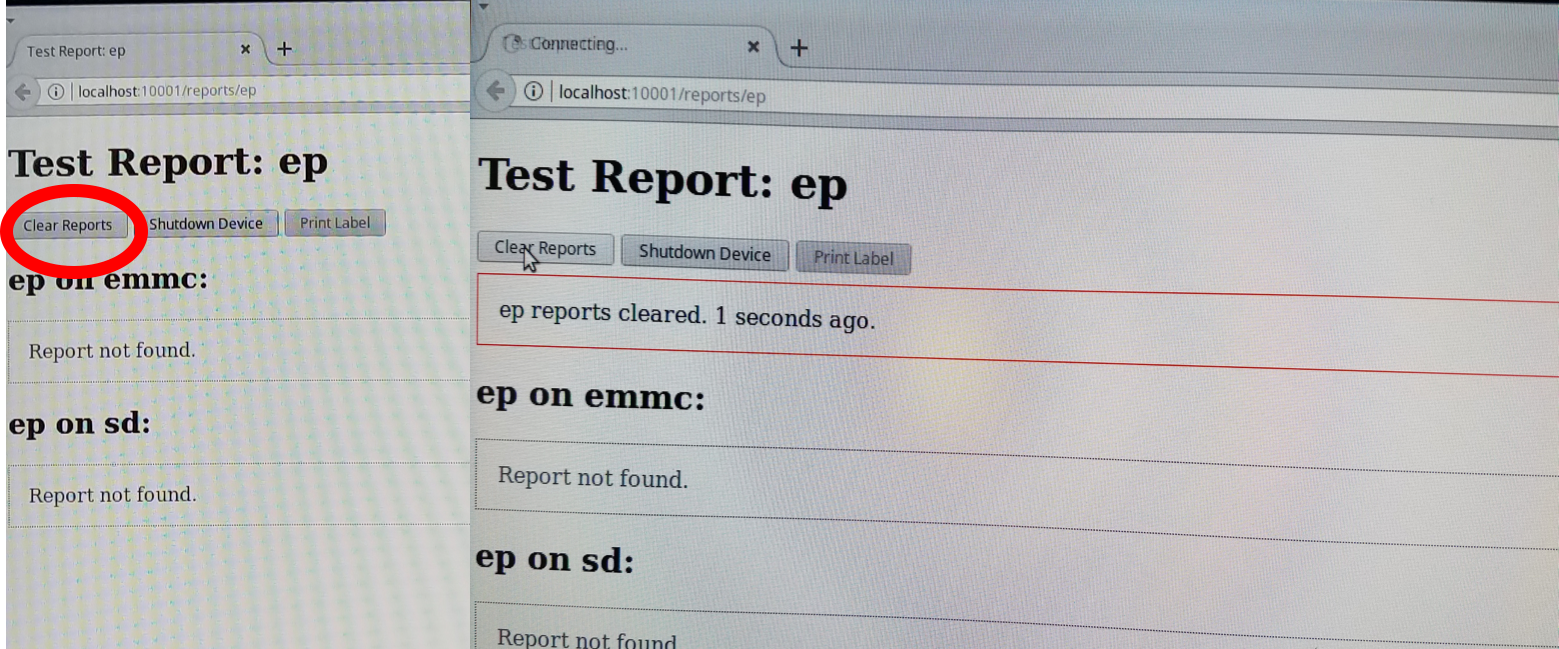 Test Report: ep
localhost:10001/reports/ep
Test Report: ep
Clear Reports
Shutdown Device
Print Label
ep on emmc:
Report not found.
ep on sd:
Report not found.
Connecting...
localhost:10001/reports/ep
Test Report: ep
Clear Reports
Shutdown Device
Print Label
ep reports cleared. 1 seconds ago.
ep on emmc:
Report not found.
ep on sd:
Report not found